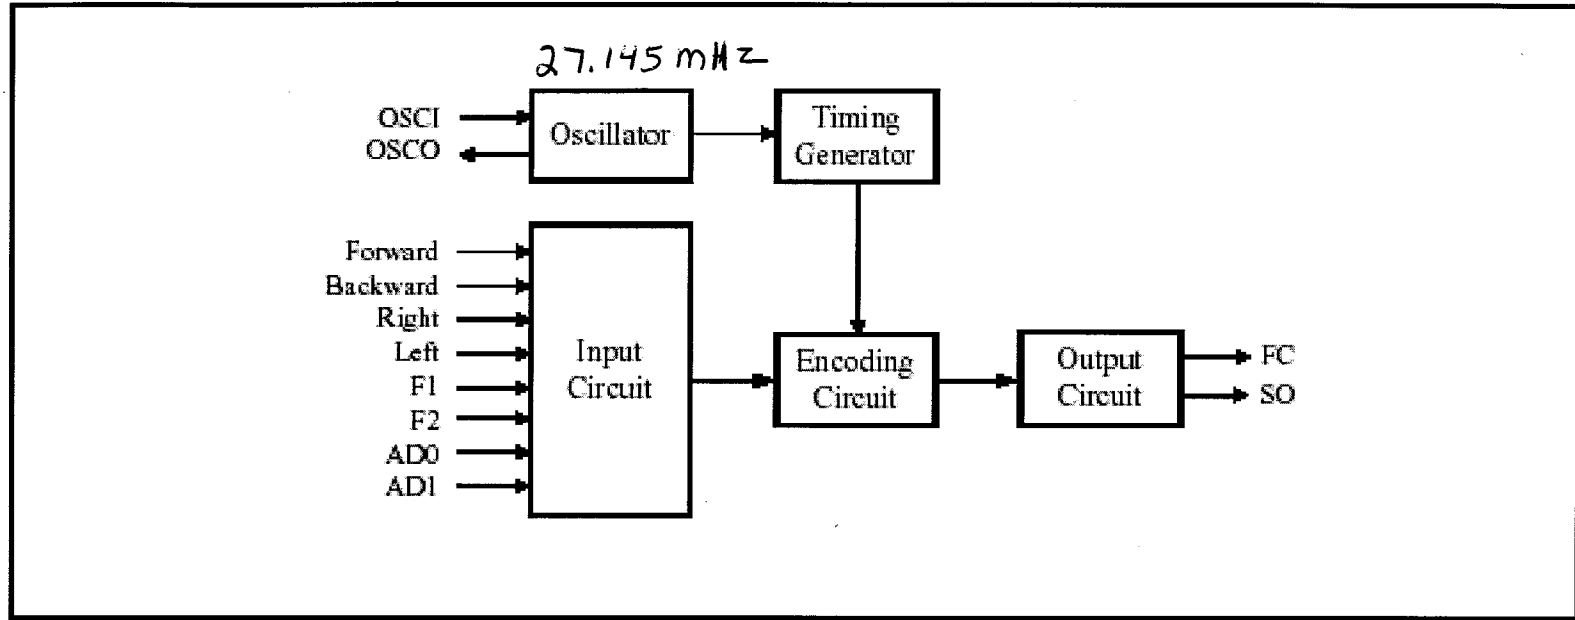 27.145 mHz
OSCI
OSCO
Oscillator
Timing
Generator
Forward
Backward
Right
Left
F1
F2
AD0
AD1
Input
Circuit
Encoding
Circuit
Output
Circuit
FC
SO